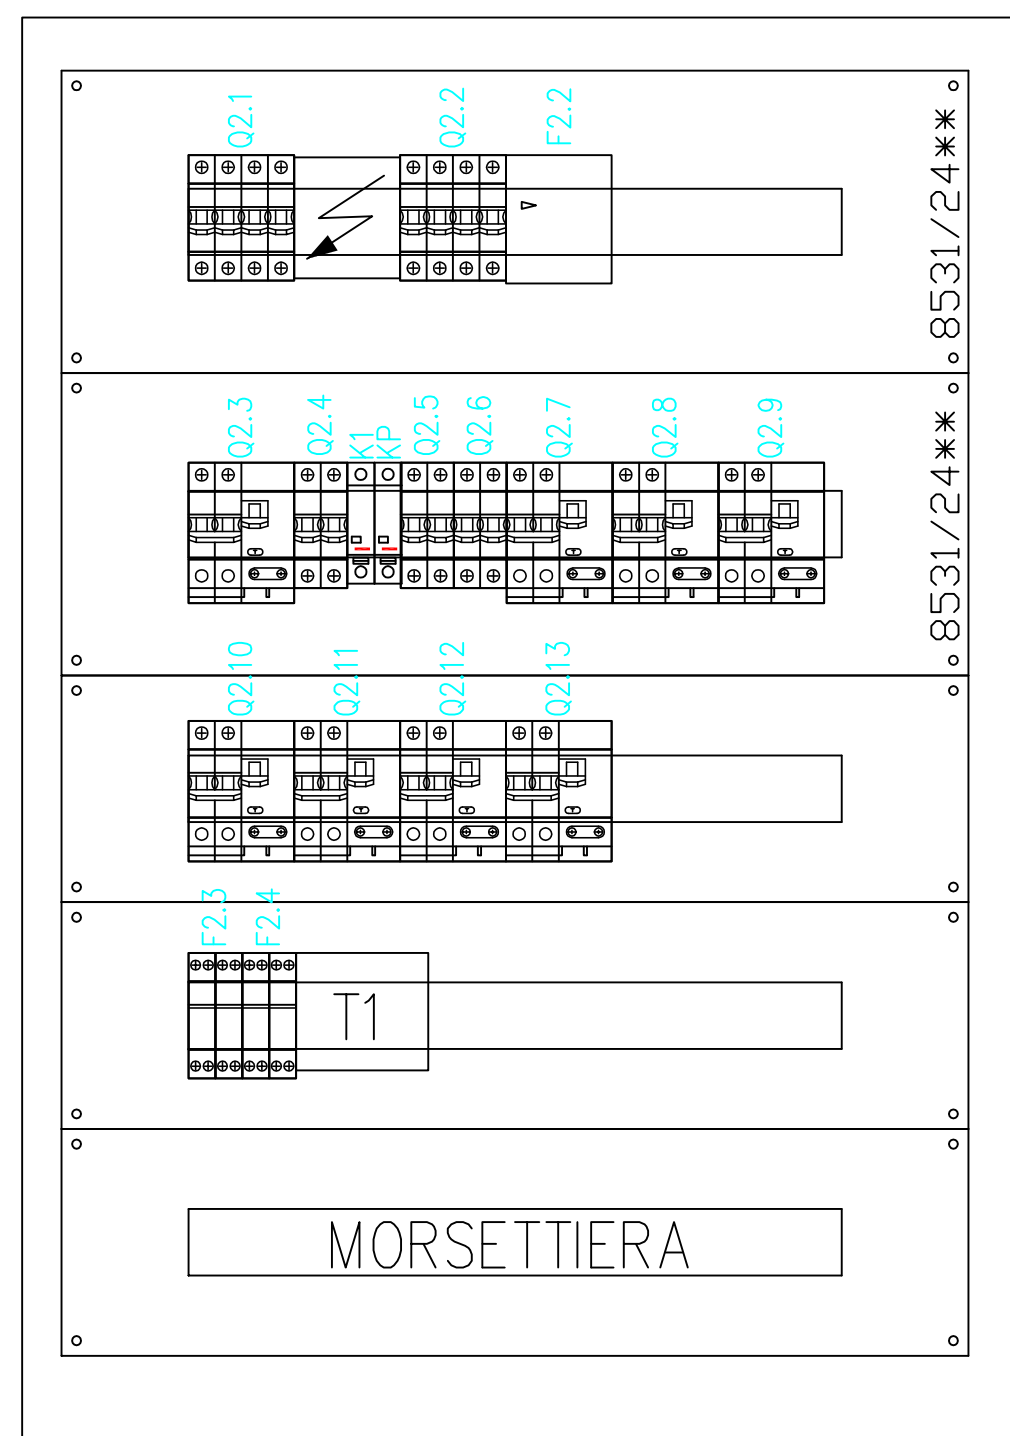 Q2.1
Q2.2
F2.2
8531/24**
Q2.3
Q2.4
K1
KP
Q2.5
Q2.6
Q2.7
Q2.8
Q2.9
8531/24**
Q2.10
Q2.11
Q2.12
Q2.13
F2.3
F2.4
T1
MORSETTIERA